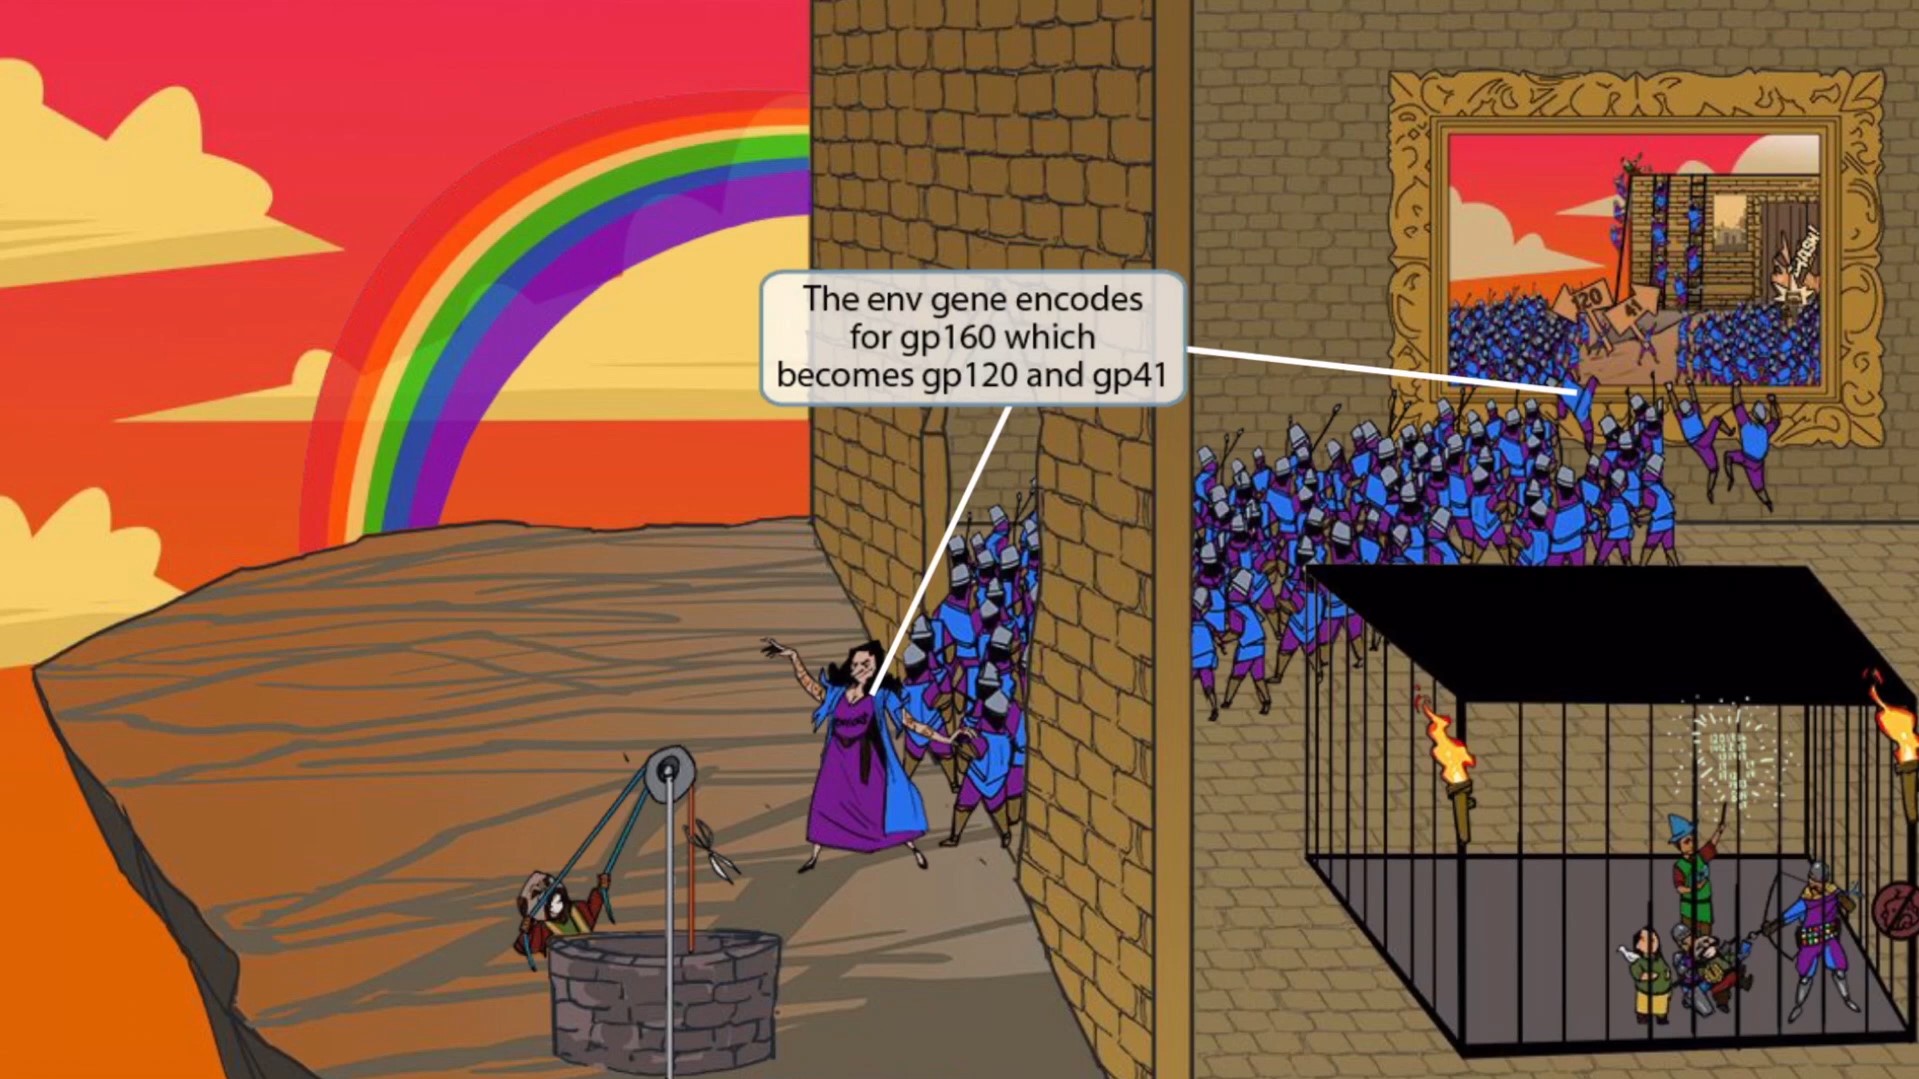 The env gene encodes
for gp160 which
becomes gp120 and gp41
120
41